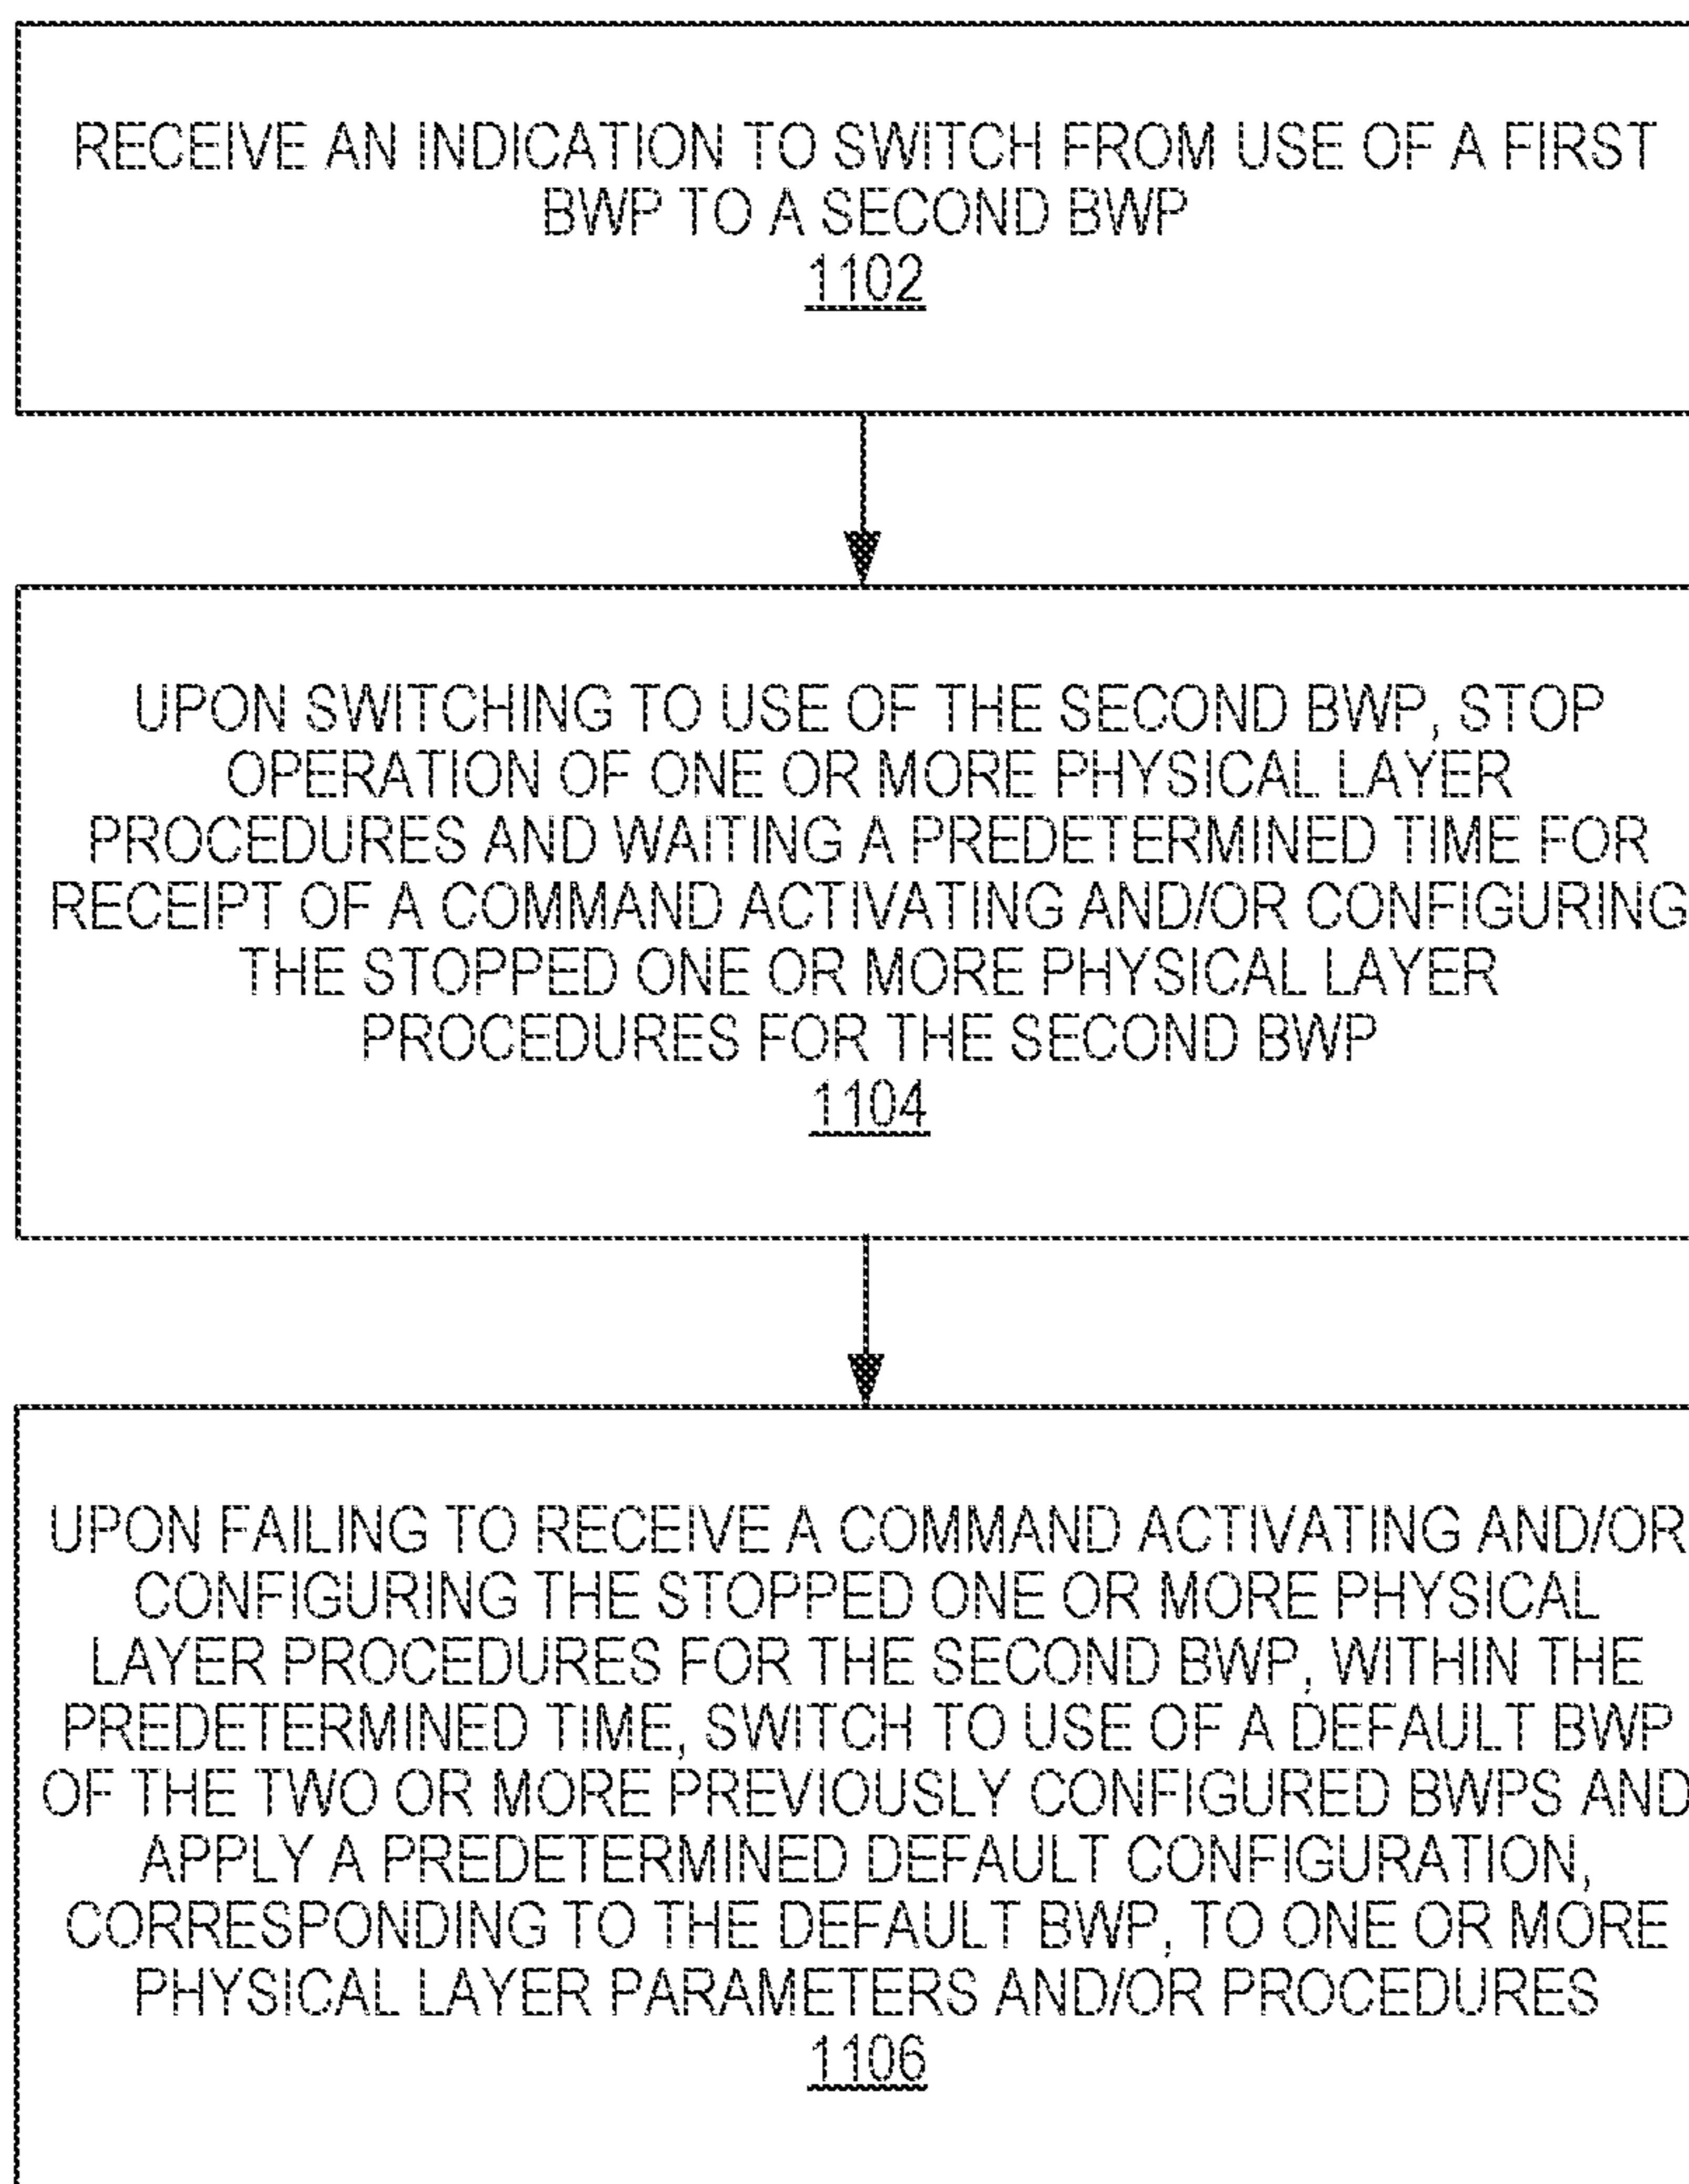 RECEIVE AN INDICATION TO SWITCH FROM USE OF A FIRST
BWP TO A SECOND BWP
1102
UPON SWITCHING TO USE OF THE SECOND BWP, STOP
OPERATION OF ONE OR MORE PHYSICAL LAYER
PROCEDURES AND WAITING A PREDETERMINED TIME FOR
RECEIPT OF A COMMAND ACTIVATING AND/OR CONFIGURING
THE STOPPED ONE OR MORE PHYSICAL LAYER
PROCEDURES FOR THE SECOND BWP
1104
UPON FAILING TO RECEIVE A COMMAND ACTIVATING AND/OR
CONFIGURING THE STOPPED ONE OR MORE PHYSICAL
LAYER PROCEDURES FOR THE SECOND BWP, WITHIN THE
PREDETERMINED TIME, SWITCH TO USE OF A DEFAULT BWP
OF THE TWO OR MORE PREVIOUSLY CONFIGURED BWPS AND
APPLY A PREDETERMINED DEFAULT CONFIGURATION,
CORRESPONDING TO THE DEFAULT BWP, TO ONE OR MORE
PHYSICAL LAYER PARAMETERS AND/OR PROCEDURES
1106